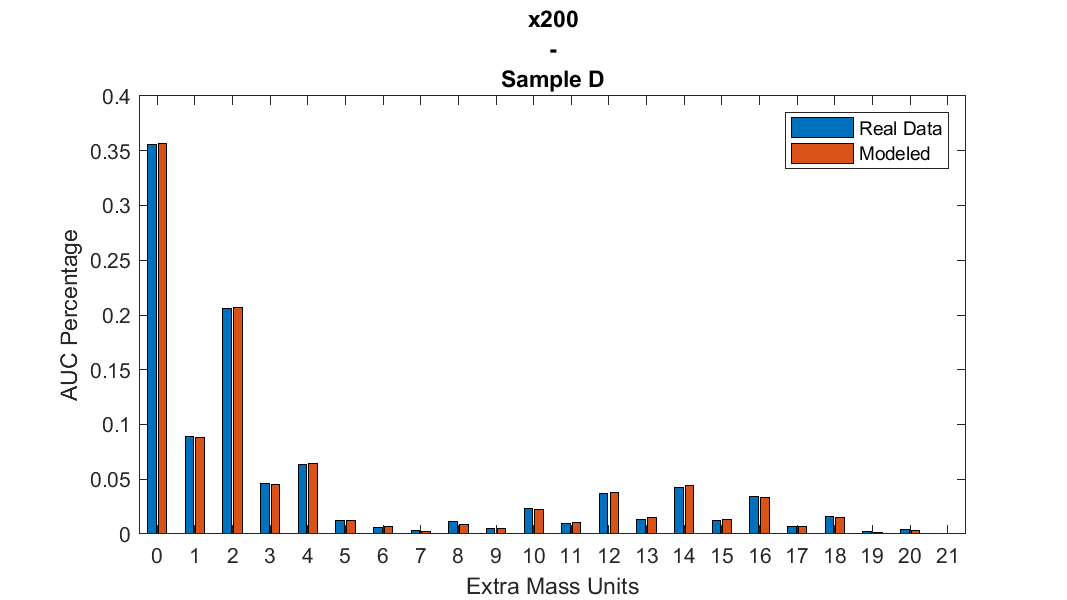 x200
-
Sample D
Real Data
Modeled
AUC Percentage
0.4
0.35
0.3
0.25
0.2
0.15
0.1
0.05
0
0 1 2 3 4 5 6 7 8 9 10 11 12 13 14 15 16 17 18 19 20 21
Extra Mass Units